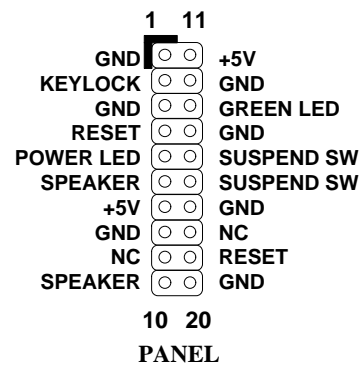 1 11
GND +5V
KEYLOCK GND
GND GREEN LED
RESET GND
POWER LED SUSPEND SW
SPEAKER SUSPEND SW
+5V GND
GND NC
NC RESET
SPEAKER GND
10 20
PANEL